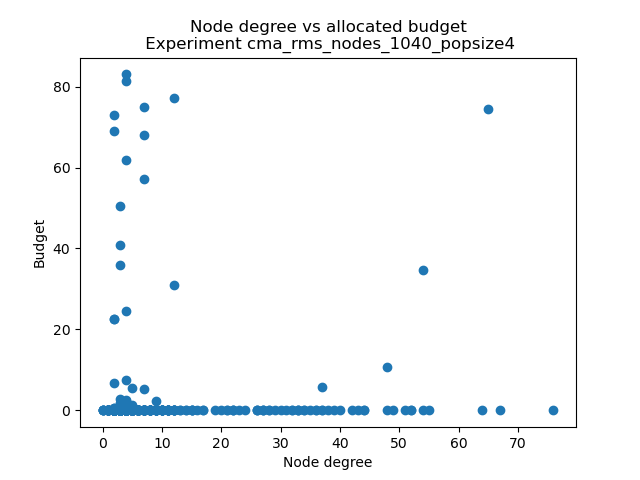 Node degree vs allocated budget
Experiment cma_rms_nodes_1040_popsize4
80
60
40
20
0
Budget
0 10 20 30 40 50 60 70
Node degree